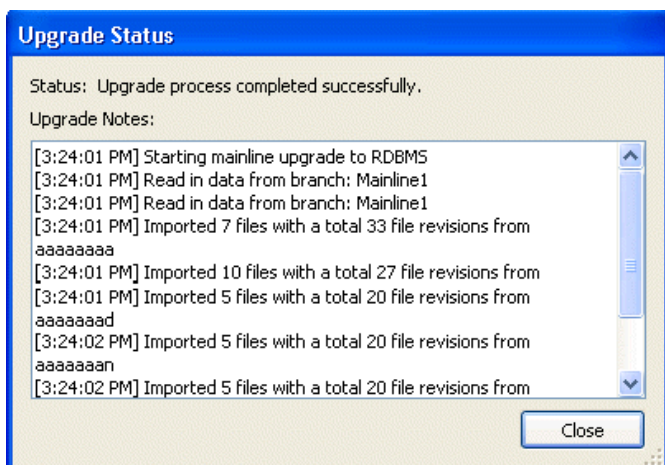 Upgrade Status
Status: Upgrade process completed successfully.
Upgrade Notes:
[3:24:01 PM] Starting mainline upgrade to RDBMS
[3:24:01 PM] Read in data from branch: Mainline1
[3:24:01 PM] Read in data from branch: Mainline1
[3:24:01 PM] Imported 7 files with a total 33 file revisions from
aaaaaaaa
[3:24:01 PM] Imported 10 files with a total 27 file revisions from
[3:24:01 PM] Imported 5 files with a total 20 file revisions from
aaaaaaad
[3:24:02 PM] Imported 5 files with a total 20 file revisions from
aaaaaaan
[3:24:02 PM] Imported 5 files with a total 20 file revisions from
Close